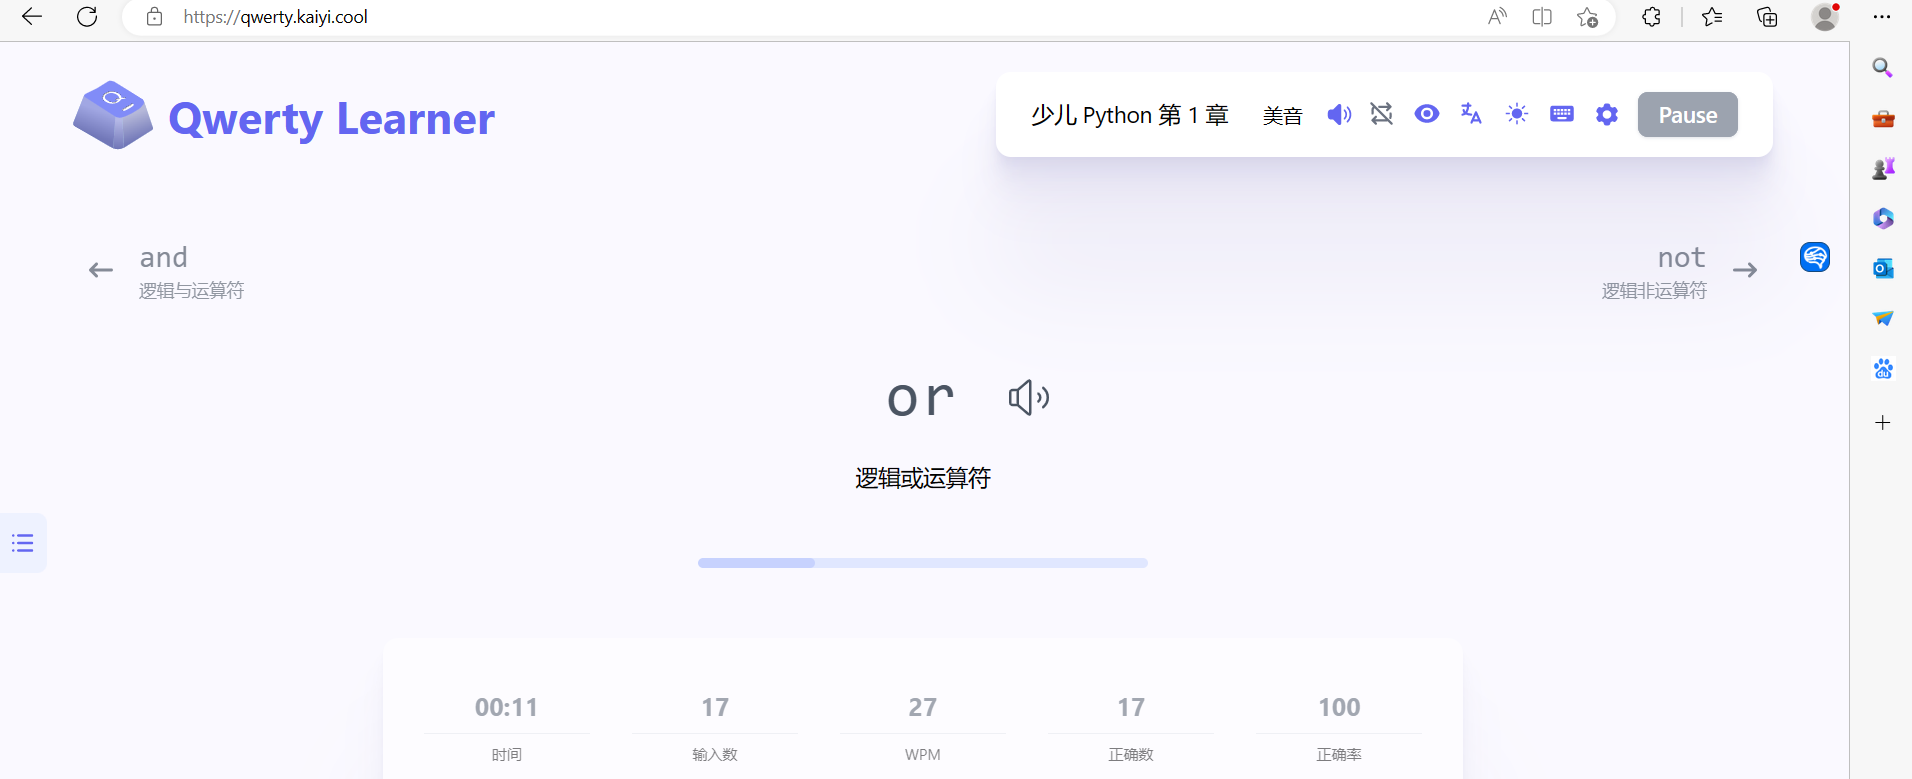 https://qwerty.kaiyi.cool
Qwerty Learner
少儿 Python 第 1 章
美音
Pause
and
逻辑与运算符
not
逻辑非运算符
or
逻辑或运算符
00:11
时间
17
输入数
27
WPM
17
正确数
100
正确率